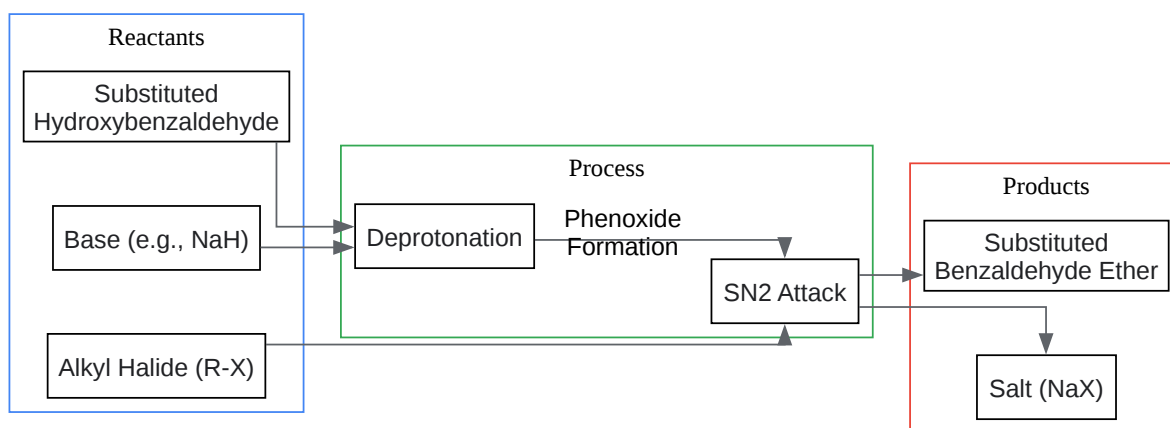 Reactants
Substituted
Hydroxybenzaldehyde
Base (e.g., NaH)
Alkyl Halide (R-X)
Process
Deprotonation
Phenoxide
Formation
SN2 Attack
Products
Substituted
Benzaldehyde Ether
Salt (NaX)